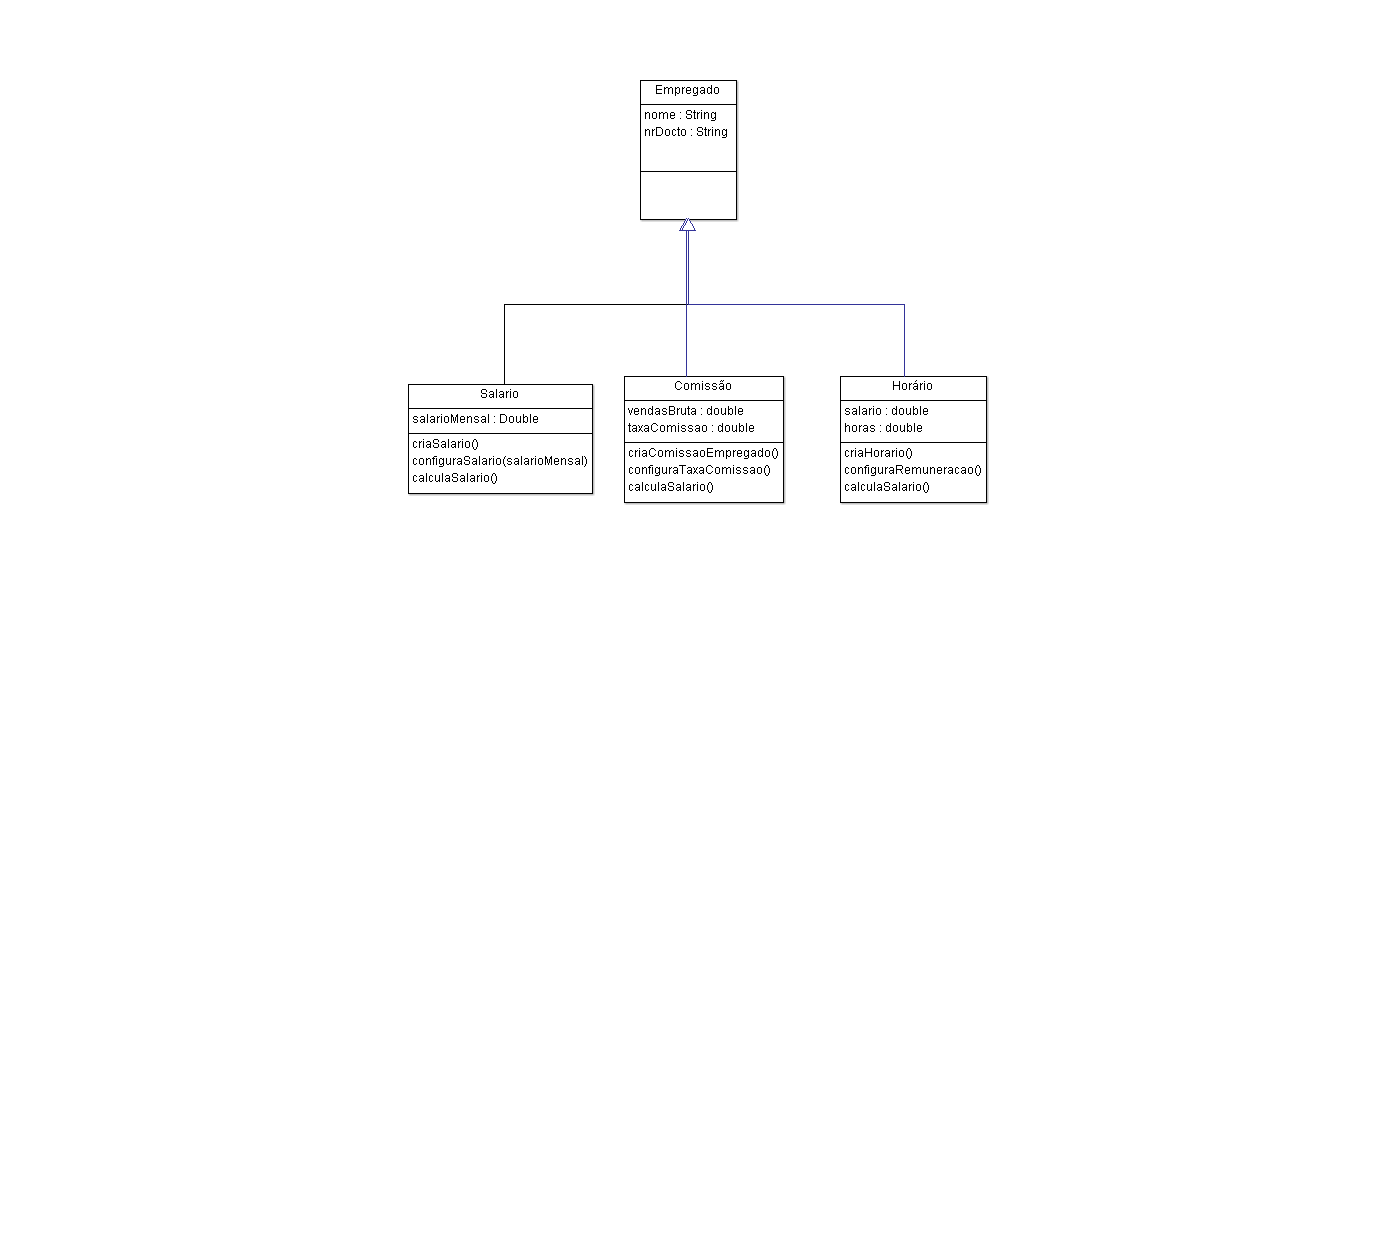 Empregado
nome : String
nrDocto : String
Salario
salarioMensal : Double
criaSalario()
configuraSalario(salarioMensal)
calculaSalario()
Comissão
vendasBruta : double
taxaComissao : double
criaComissaoEmpregado()
configuraTaxaComissao()
calculaSalario()
Horário
salario : double
horas : double
criaHorario()
configuraRemuneracao()
calculaSalario()